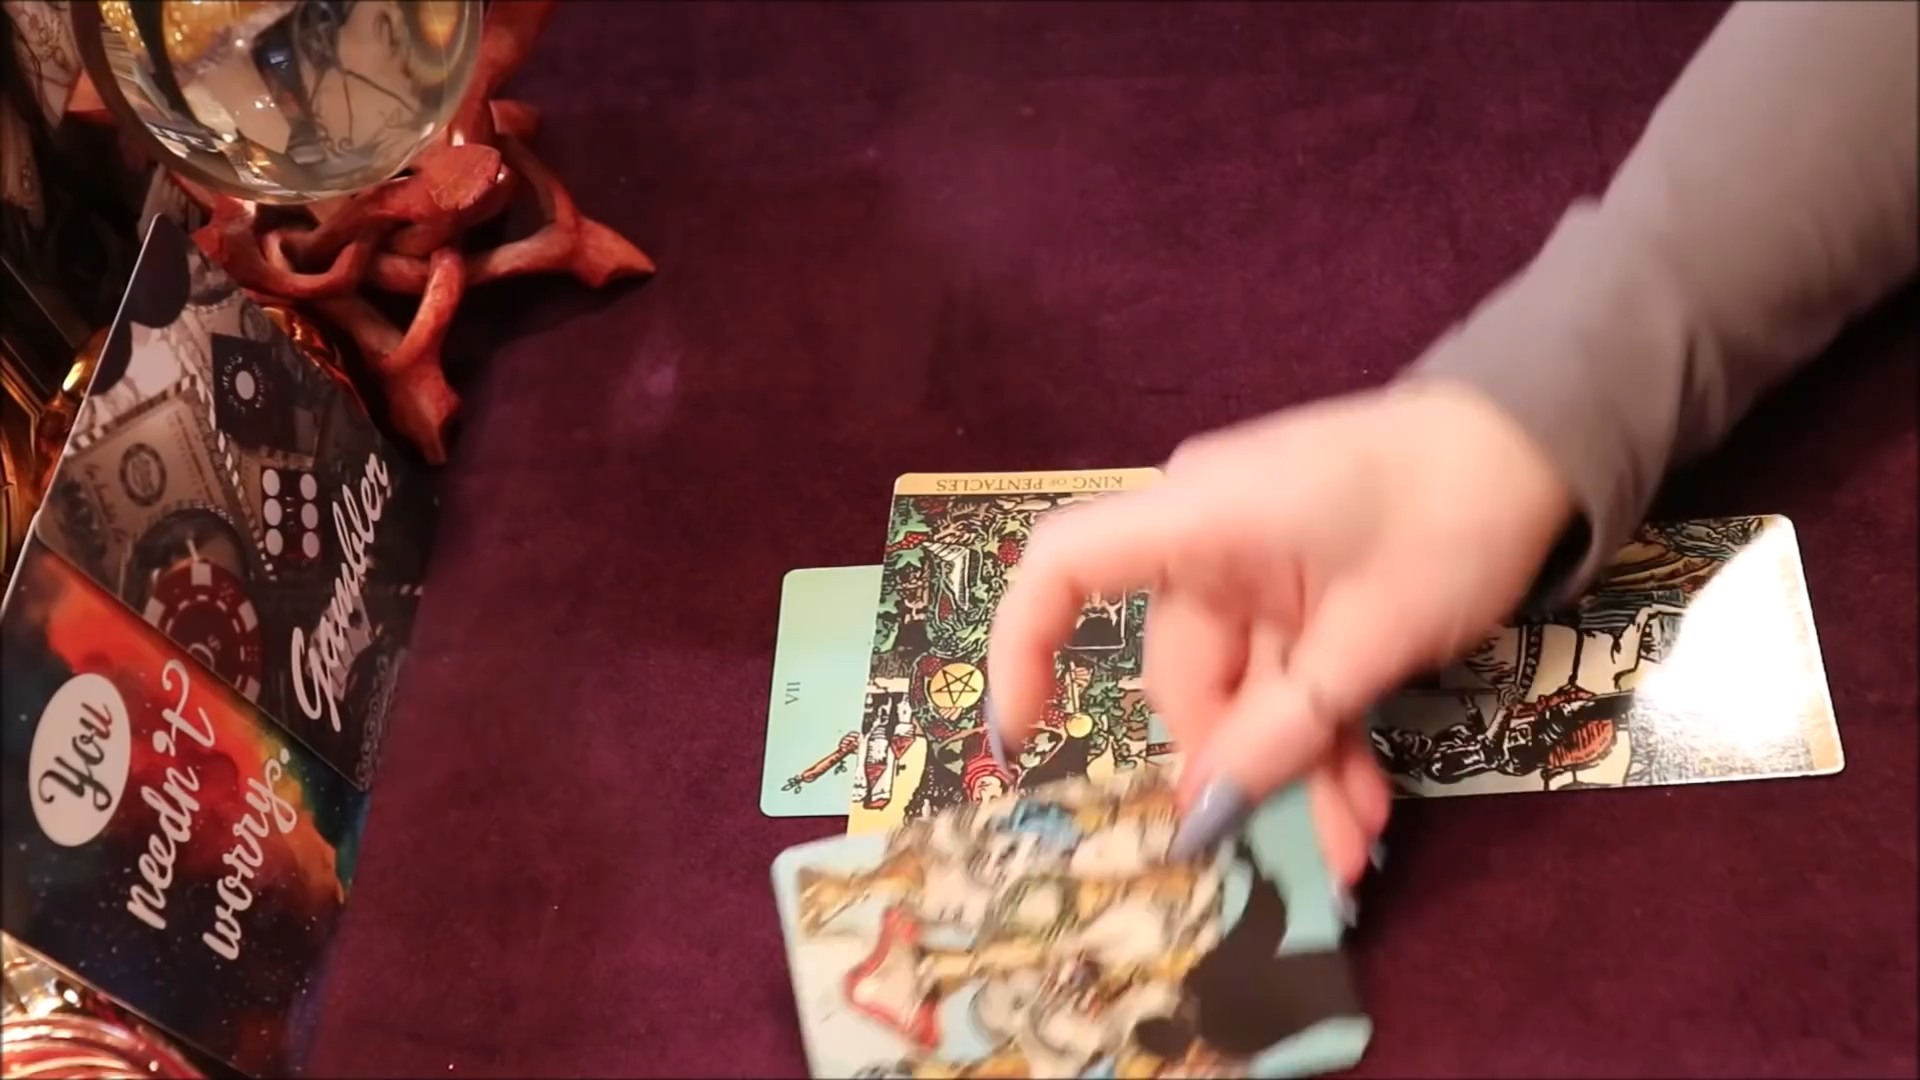 KING OF PENTACLES
VII
Gambler
You
needn't
worry.